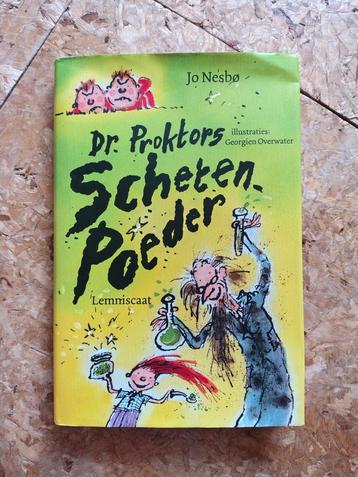 Jo Nesbø
Dr. Proktors
illustraties:
Georgien Overwater
Scheten-
Poeder
Lemniscaat